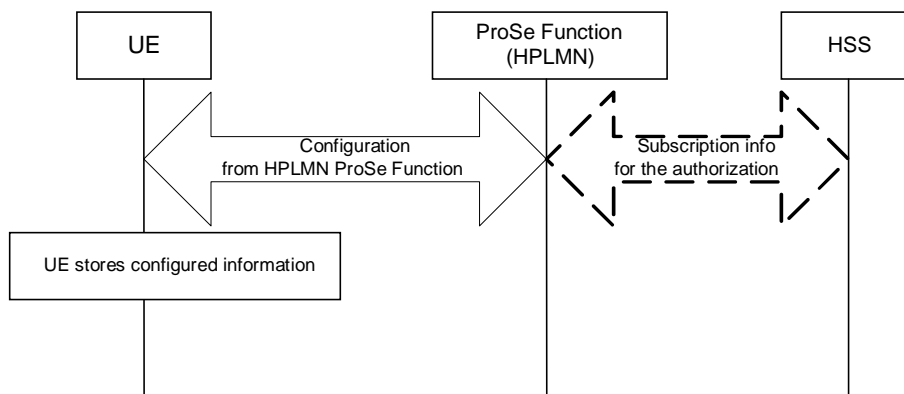 UE
ProSe Function
(HPLMN)
HSS
Configuration
from HPLMN ProSe Function
Subscription info
for the authorization
UE stores configured information